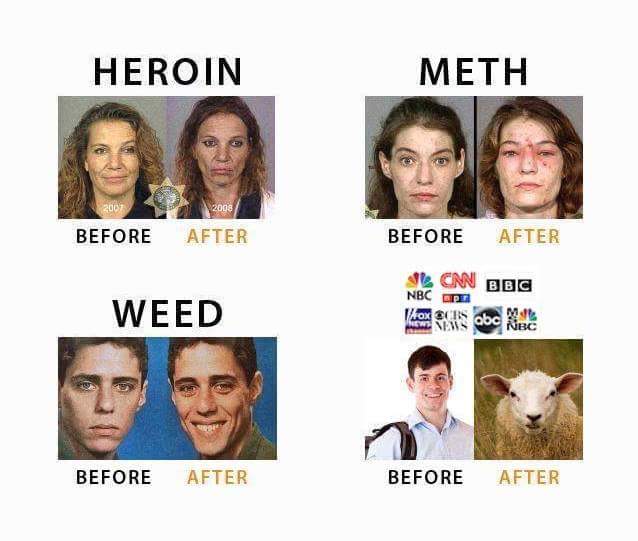 HEROIN
2007
2008
BEFORE AFTER
METH
BEFORE AFTER
WEED
BEFORE AFTER
NBC
CNN
npr
BBC
FOX
NEWS
channel
CBS
NEWS
abc
MSNBC
BEFORE AFTER